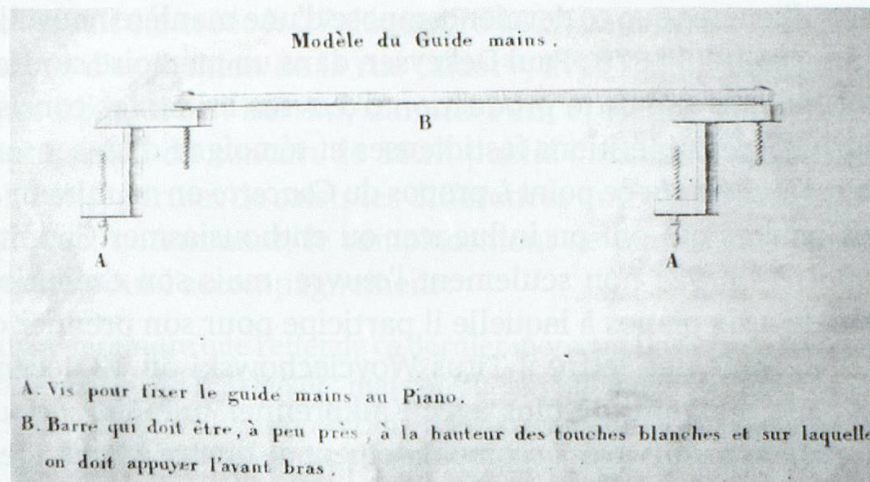 Modèle du Guide mains.
B
A
A
A. Vis pour fixer le guide mains au Piano.
B. Barre qui doit être, à peu près, à la hauteur des touches blanches et sur laquelle
on doit appuyer l'avant bras.